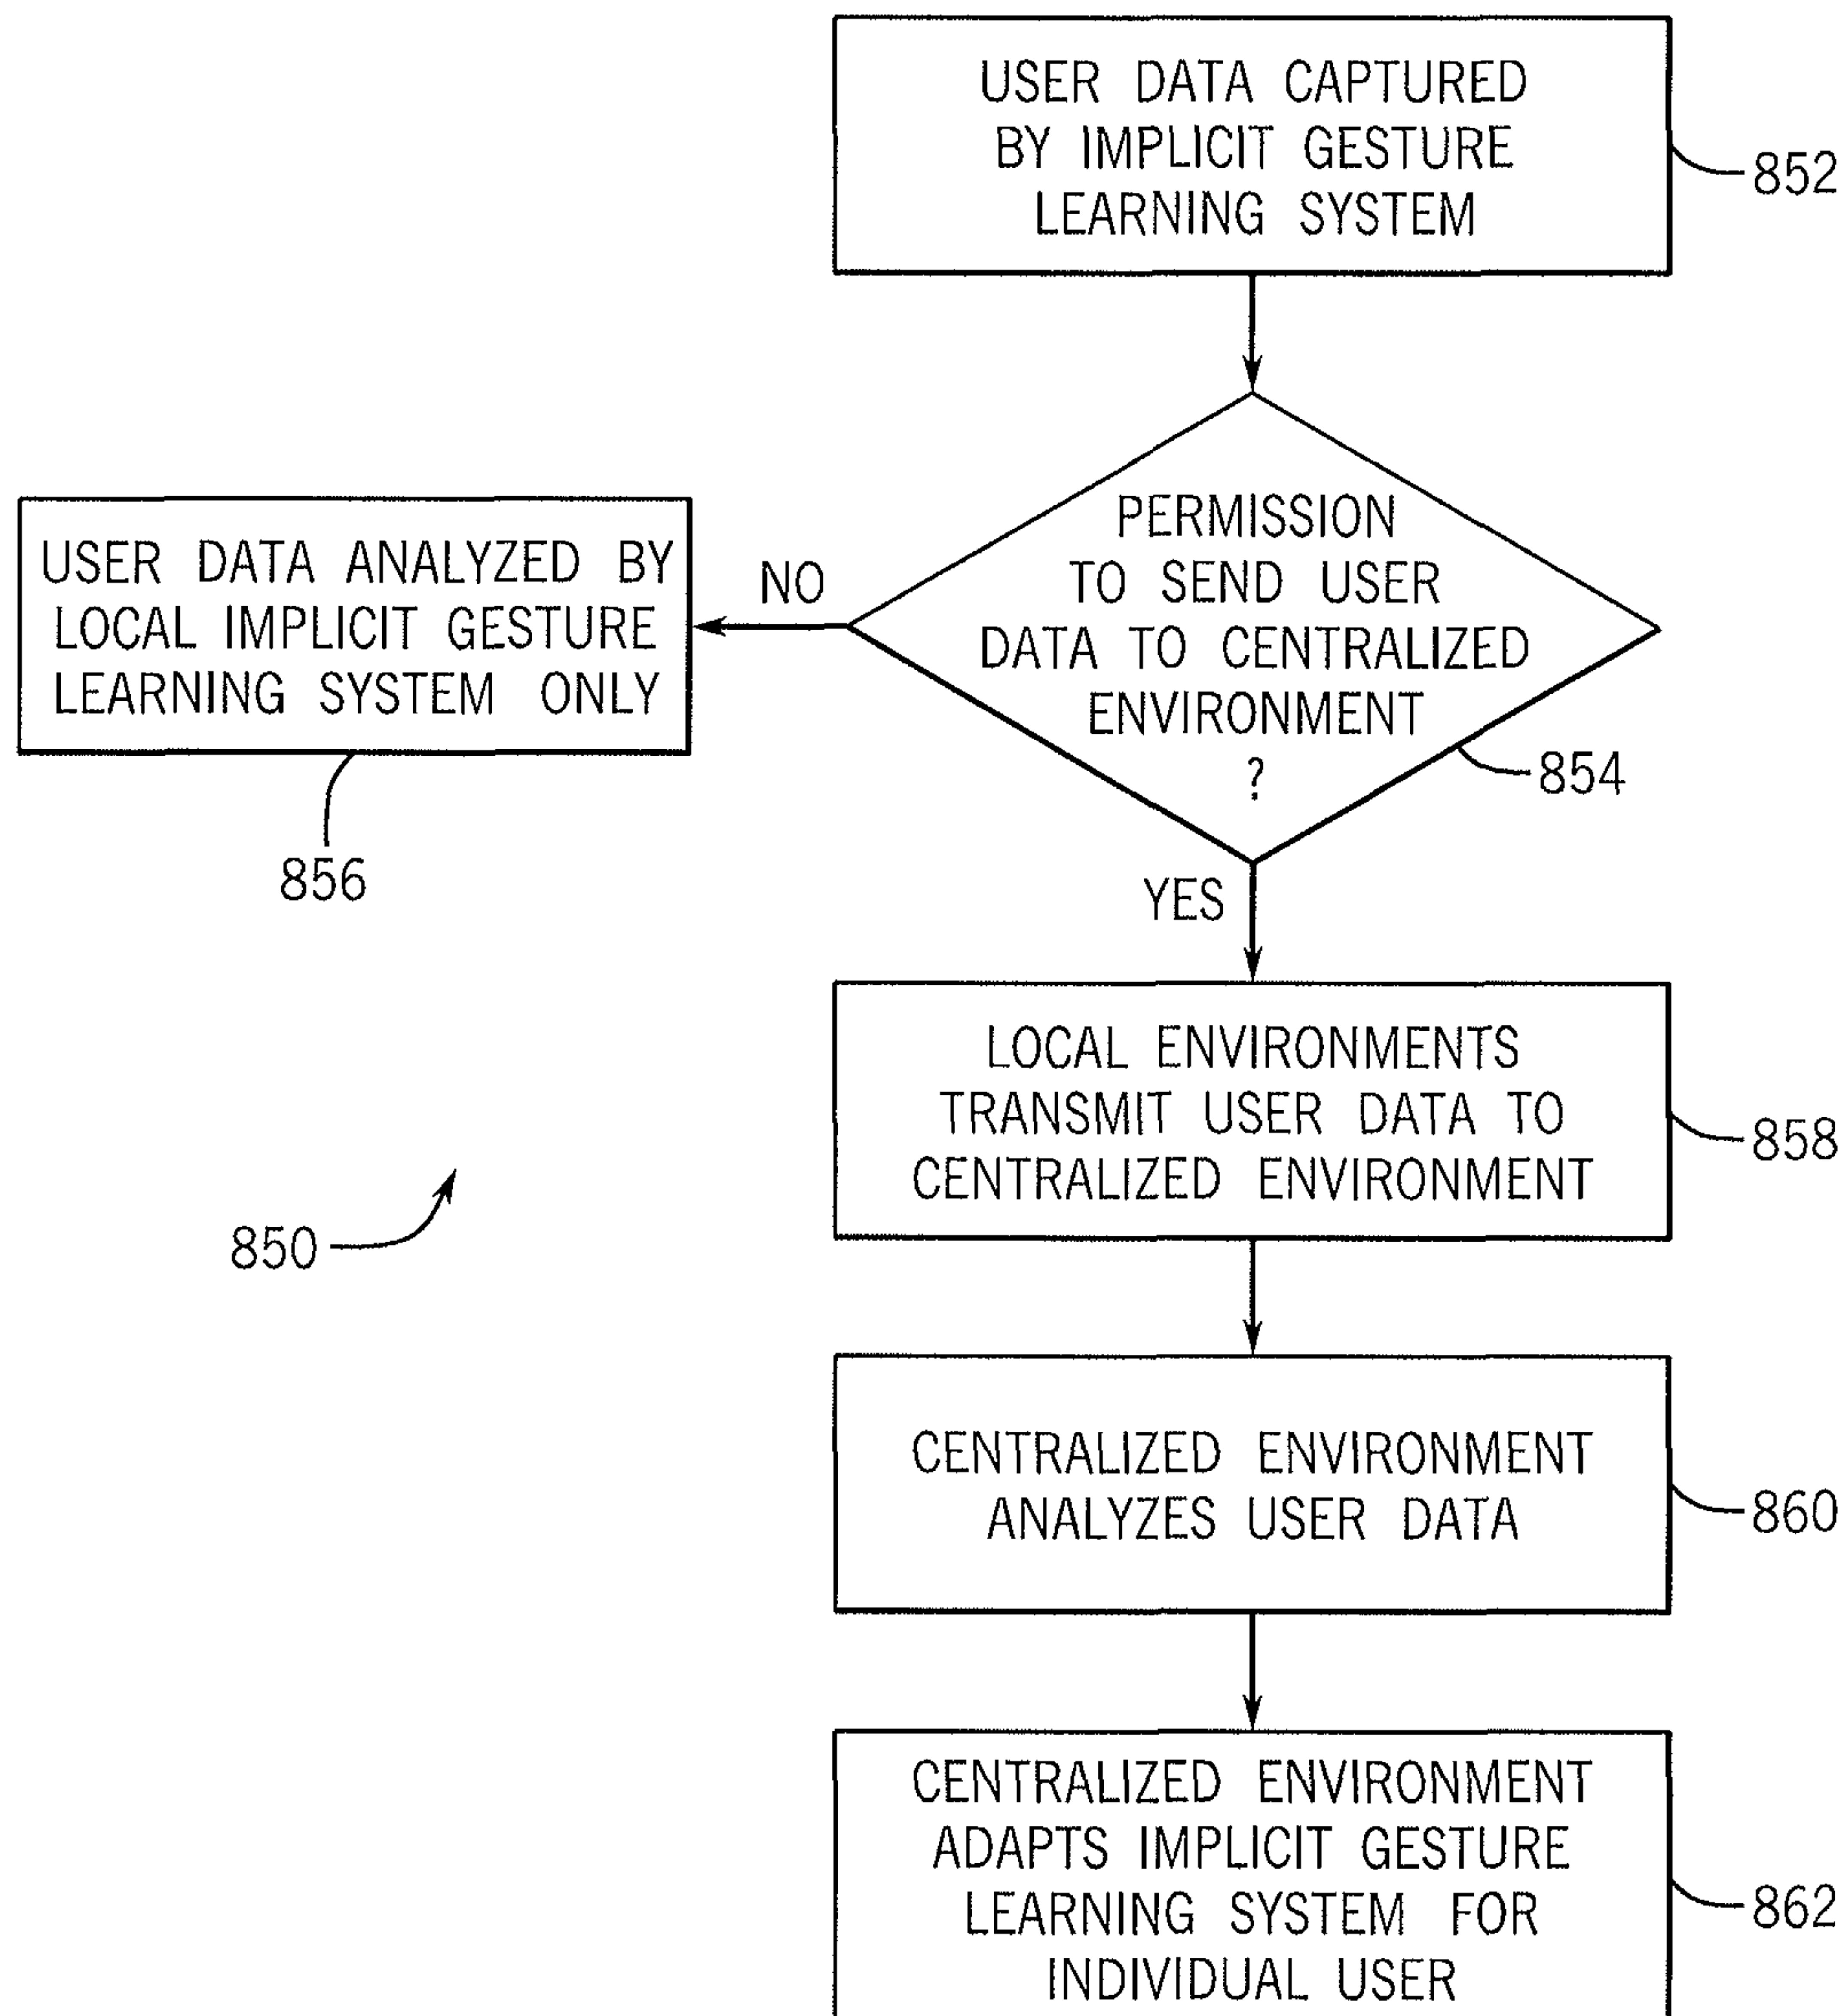 USER DATA CAPTURED
BY IMPLICIT GESTURE
LEARNING SYSTEM
852
PERMISSION
TO SEND USER
DATA TO CENTRALIZED
ENVIRONMENT
?
854
NO
USER DATA ANALYZED BY
LOCAL IMPLICIT GESTURE
LEARNING SYSTEM ONLY
856
YES
LOCAL ENVIRONMENTS
TRANSMIT USER DATA TO
CENTRALIZED ENVIRONMENT
858
850
CENTRALIZED ENVIRONMENT
ANALYZES USER DATA
860
CENTRALIZED ENVIRONMENT
ADAPTS IMPLICIT GESTURE
LEARNING SYSTEM FOR
INDIVIDUAL USER
862